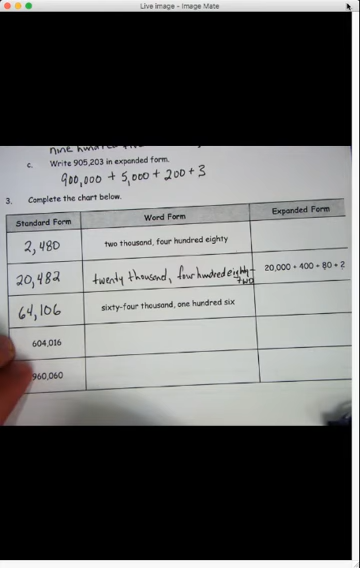 Live image - Image Mate
c. Write 905,203 in expanded form.
900,000 + 5,000 + 200 + 3
3. Complete the chart below.
Standard Form Word Form Expanded Form
2,480 two thousand, four hundred eighty
20,482 twenty thousand, four hundred eighty-two 20,000 + 400 + 80 + 2
64,106 sixty-four thousand, one hundred six
604,016
960,060